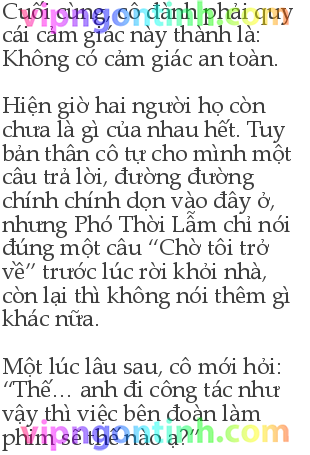 Cuối cùng, cô đành phải quy
cái cảm giác này thành là:
Không có cảm giác an toàn.
Hiện giờ hai người họ còn
chưa là gì của nhau hết. Tuy
bản thân cô tự cho mình một
câu trả lời, đường đường
chính chính dọn vào đây ở,
nhưng Phó Thời Lẫm chỉ nói
đúng một câu “Chờ tôi trở
về” trước lúc rời khỏi nhà,
còn lại thì không nói thêm gì
khác nữa.
Một lúc lâu sau, cô mới hỏi:
“Thế… anh đi công tác như
vậy thì việc bên đoàn làm
phim sẽ thế nào ạ?”
vipngontinh.com
vipngontinh.com